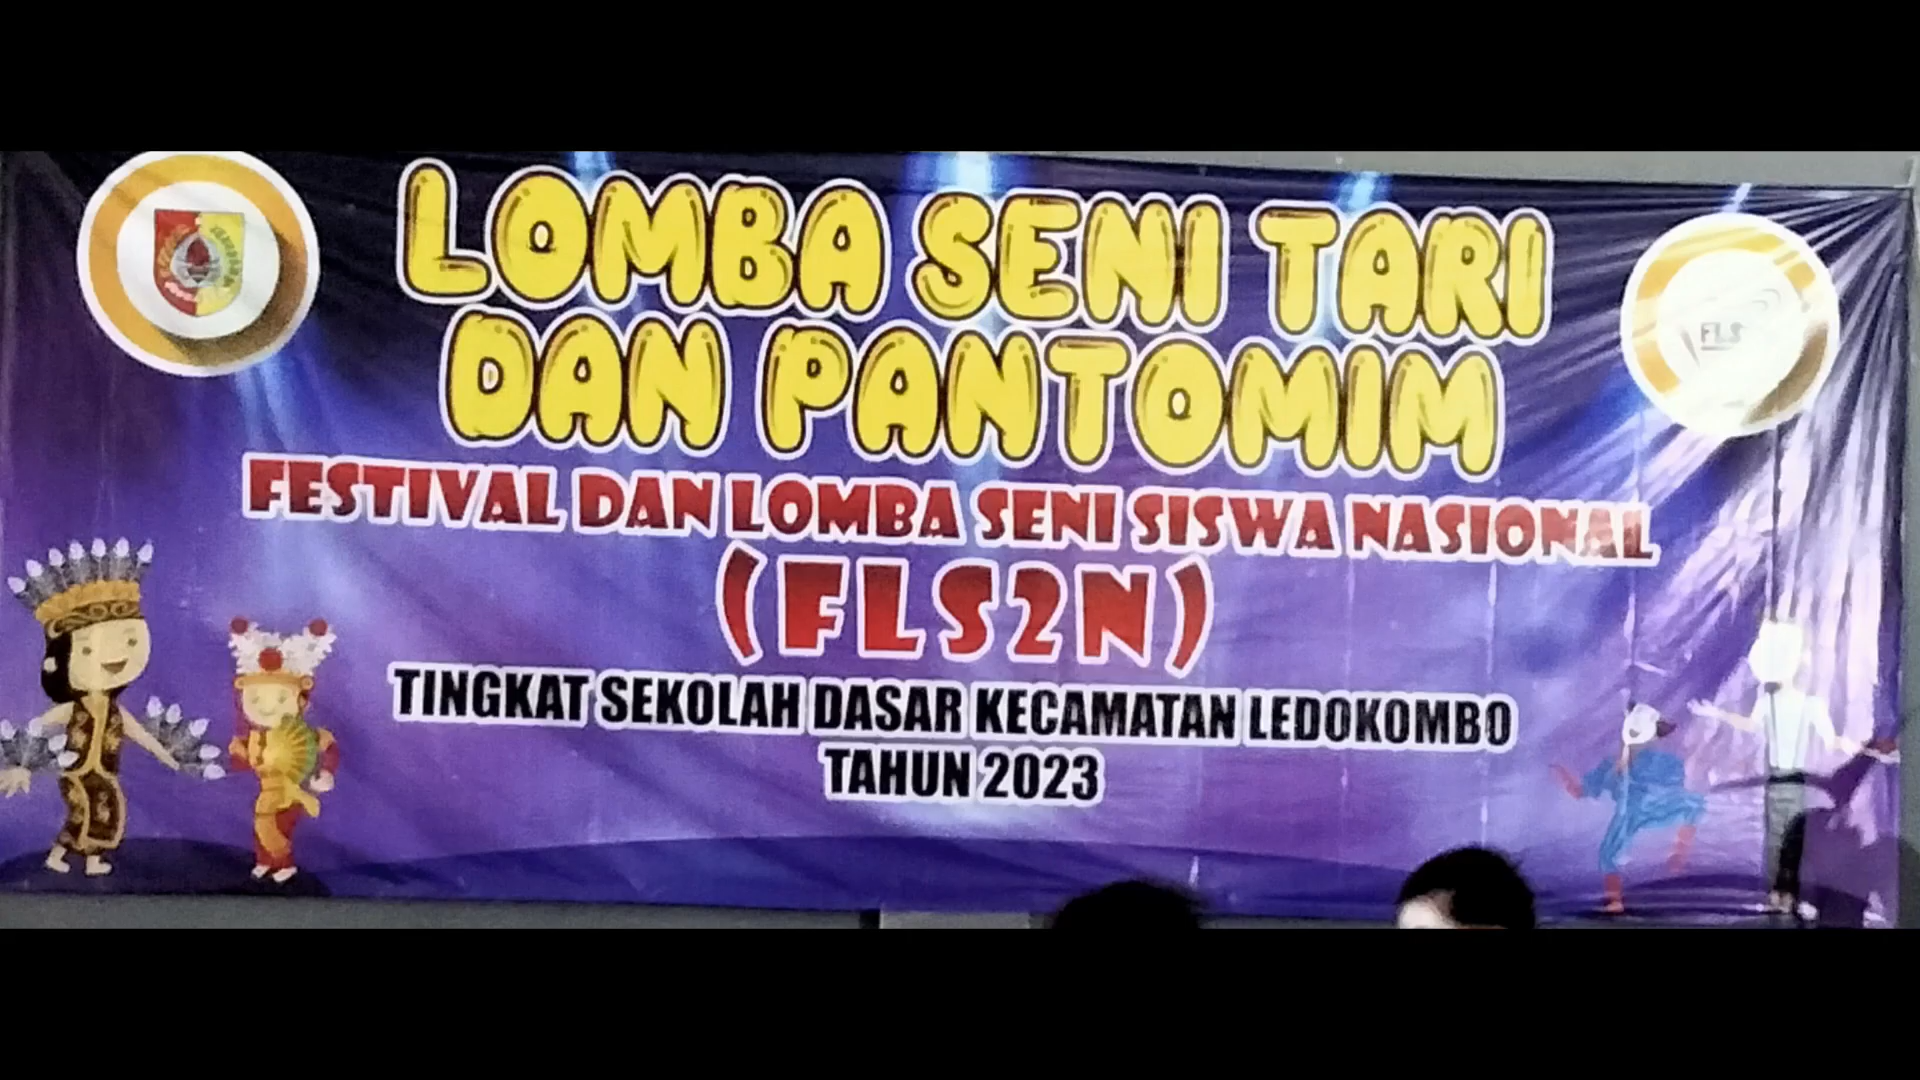 LOMBA SENI TARI
DAN PANTOMIM
FESTIVAL DAN LOMBA SENI SISWA NASIONAL
(FLS2N)
TINGKAT SEKOLAH DASAR KECAMATAN LEDOKOMBO
TAHUN 2023
FLS